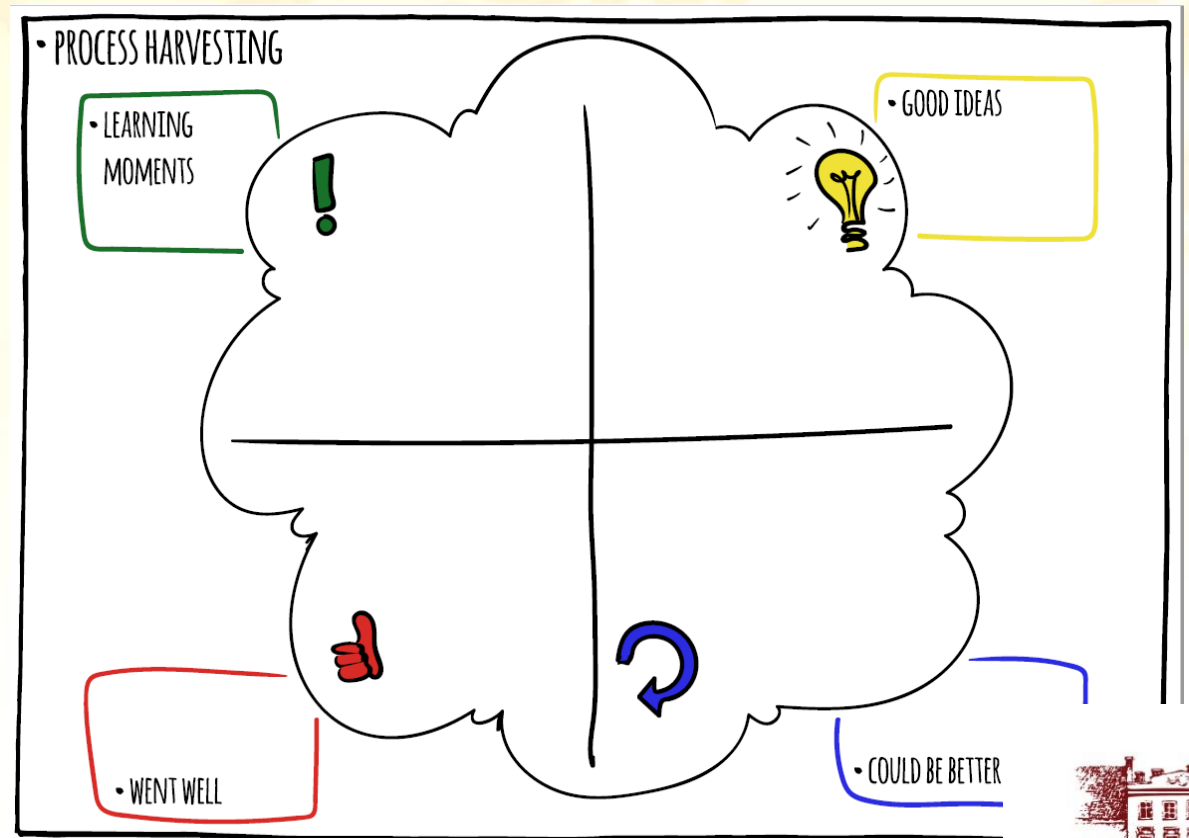 • PROCESS HARVESTING
• LEARNING
MOMENTS
• GOOD IDEAS
• WENT WELL
• COULD BE BETTER